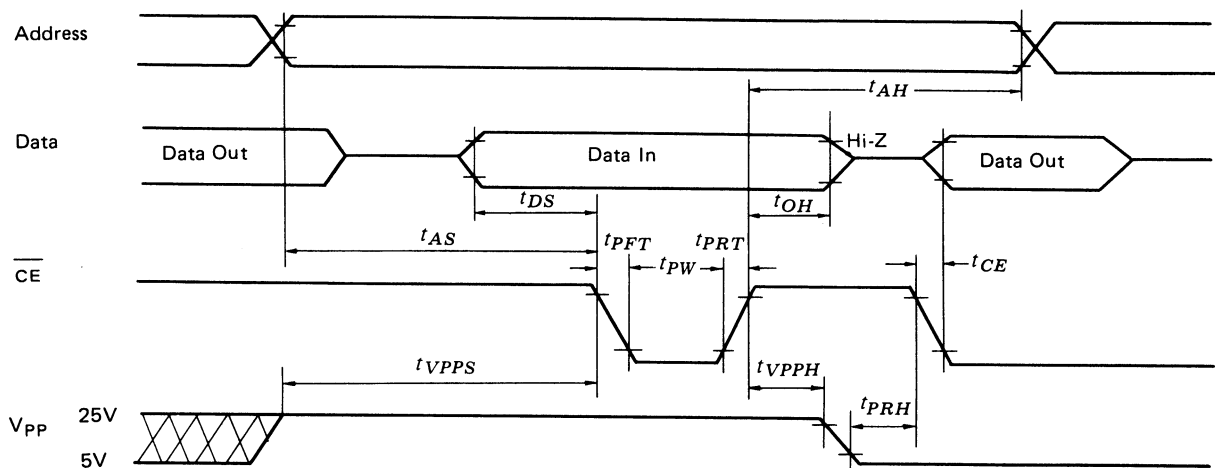 Address
t_AH
Data
Data Out
Data In
Hi-Z
Data Out
t_DS
t_OH
t_AS
t_PFT
t_PW
t_PRT
t_CE
C̅E̅
t_VPPS
t_VPPH
t_PRH
V_PP
25V
5V